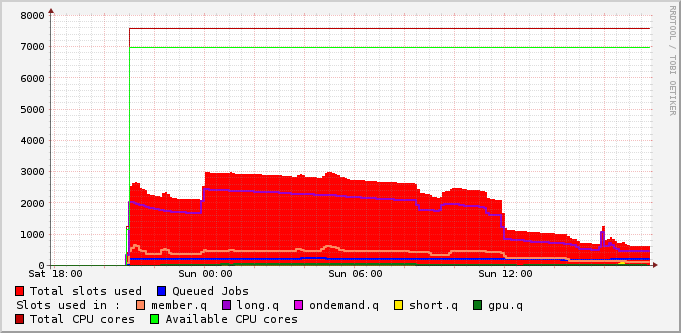 8000
7000
6000
5000
4000
3000
2000
1000
0
Sat 18:00 Sun 00:00 Sun 06:00 Sun 12:00
RRDTOOL / TOBI OETIKER
Total slots used Queued Jobs
Slots used in : member.q long.q ondemand.q short.q gpu.q
Total CPU cores Available CPU cores